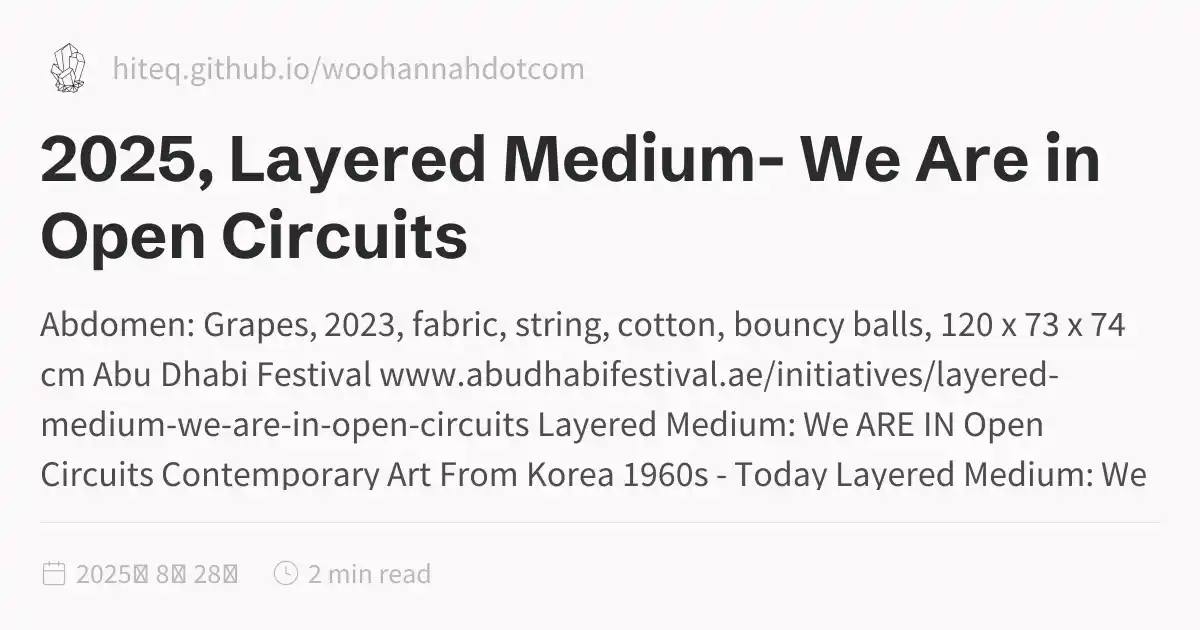 hiteq.github.io/woohannahdotcom
2025, Layered Medium- We Are in
Open Circuits
Abdomen: Grapes, 2023, fabric, string, cotton, bouncy balls, 120 x 73 x 74
cm Abu Dhabi Festival www.abudhabifestival.ae/initiatives/layered-
medium-we-are-in-open-circuits Layered Medium: We ARE IN Open
Circuits Contemporary Art From Korea 1960s - Today Layered Medium: We
2025 8 28
2 min read